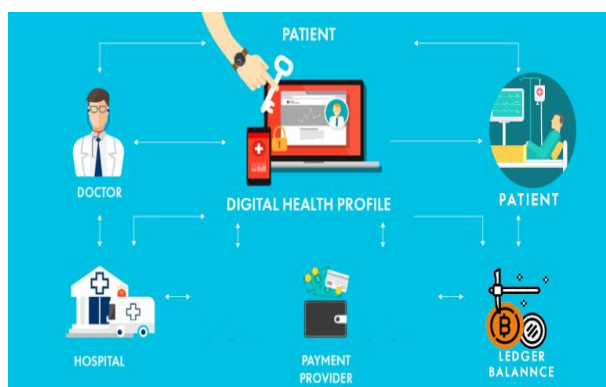 PATIENT
DOCTOR
DIGITAL HEALTH PROFILE
PATIENT
HOSPITAL
PAYMENT
PROVIDER
LEDGER
BALANNCE